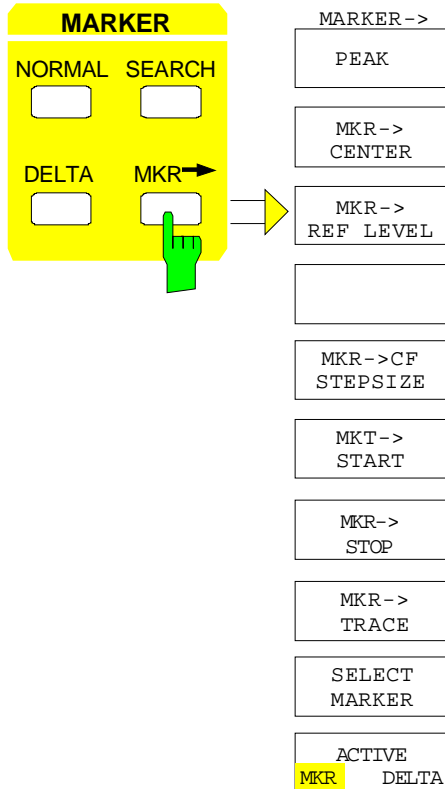 MARKER
NORMAL SEARCH
DELTA MKR
MARKER->
PEAK
MKR->
CENTER
MKR->
REF LEVEL
MKR->CF
STEPSIZE
MKT->
START
MKR->
STOP
MKR->
TRACE
SELECT
MARKER
ACTIVE
MKR DELTA